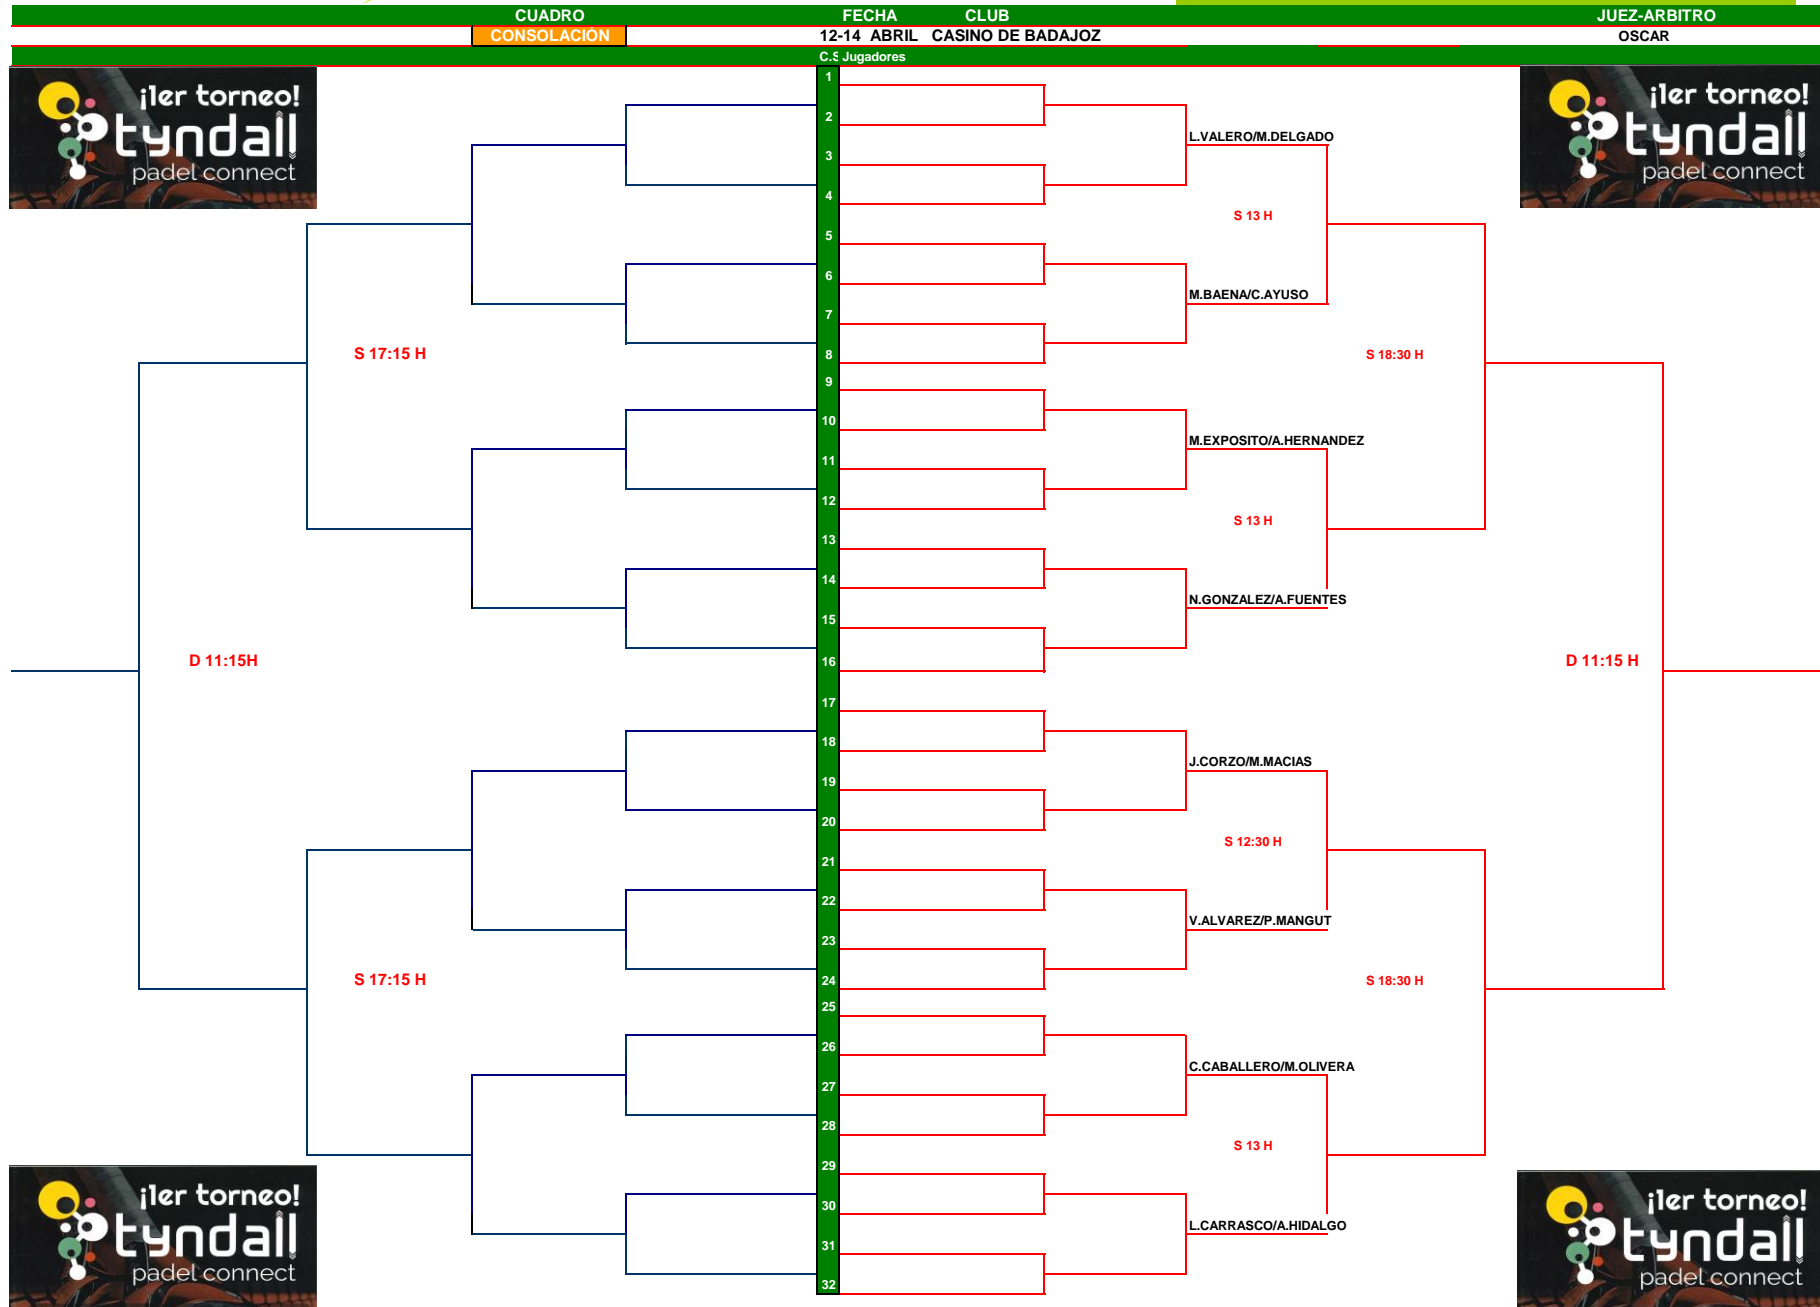 CUADRO FECHA CLUB JUEZ-ARBITRO
CONSOLACIÓN 12-14 ABRIL CASINO DE BADAJOZ OSCAR
C.S Jugadores
¡1er torneo!
tyndall
padel connect
¡1er torneo!
tyndall
padel connect
1
2
L.VALERO/M.DELGADO
3
4
S 13 H
5
6
M.BAENA/C.AYUSO
7
S 17:15 H
8
S 18:30 H
9
10
M.EXPOSITO/A.HERNANDEZ
11
12
S 13 H
13
14
N.GONZALEZ/A.FUENTES
15
D 11:15H
16
D 11:15 H
17
18
J.CORZO/M.MACIAS
19
20
S 12:30 H
21
22
V.ALVAREZ/P.MANGUT
23
S 17:15 H
24
S 18:30 H
25
26
C.CABALLERO/M.OLIVERA
27
28
S 13 H
29
30
L.CARRASCO/A.HIDALGO
31
32
¡1er torneo!
tyndall
padel connect
¡1er torneo!
tyndall
padel connect